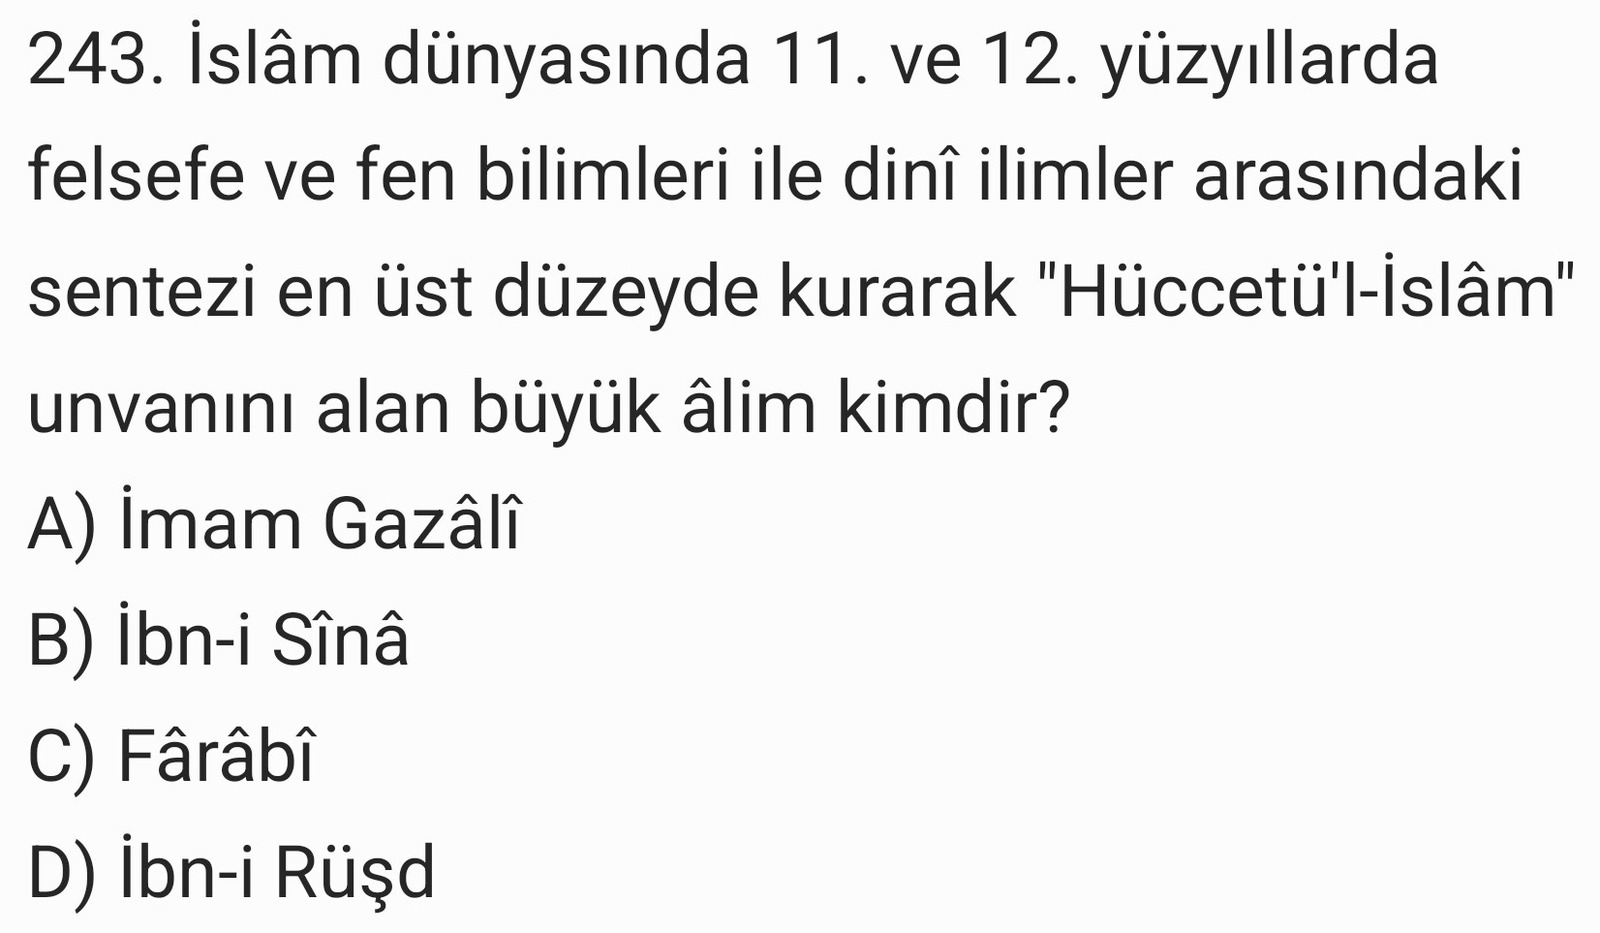 243. İslâm dünyasında 11. ve 12. yüzyıllarda
felsefe ve fen bilimleri ile dinî ilimler arasındaki
sentezi en üst düzeyde kurarak "Hüccetü'l-İslâm"
unvanını alan büyük âlim kimdir?
A) İmam Gazâlî
B) İbn-i Sînâ
C) Fârâbî
D) İbn-i Rüşd